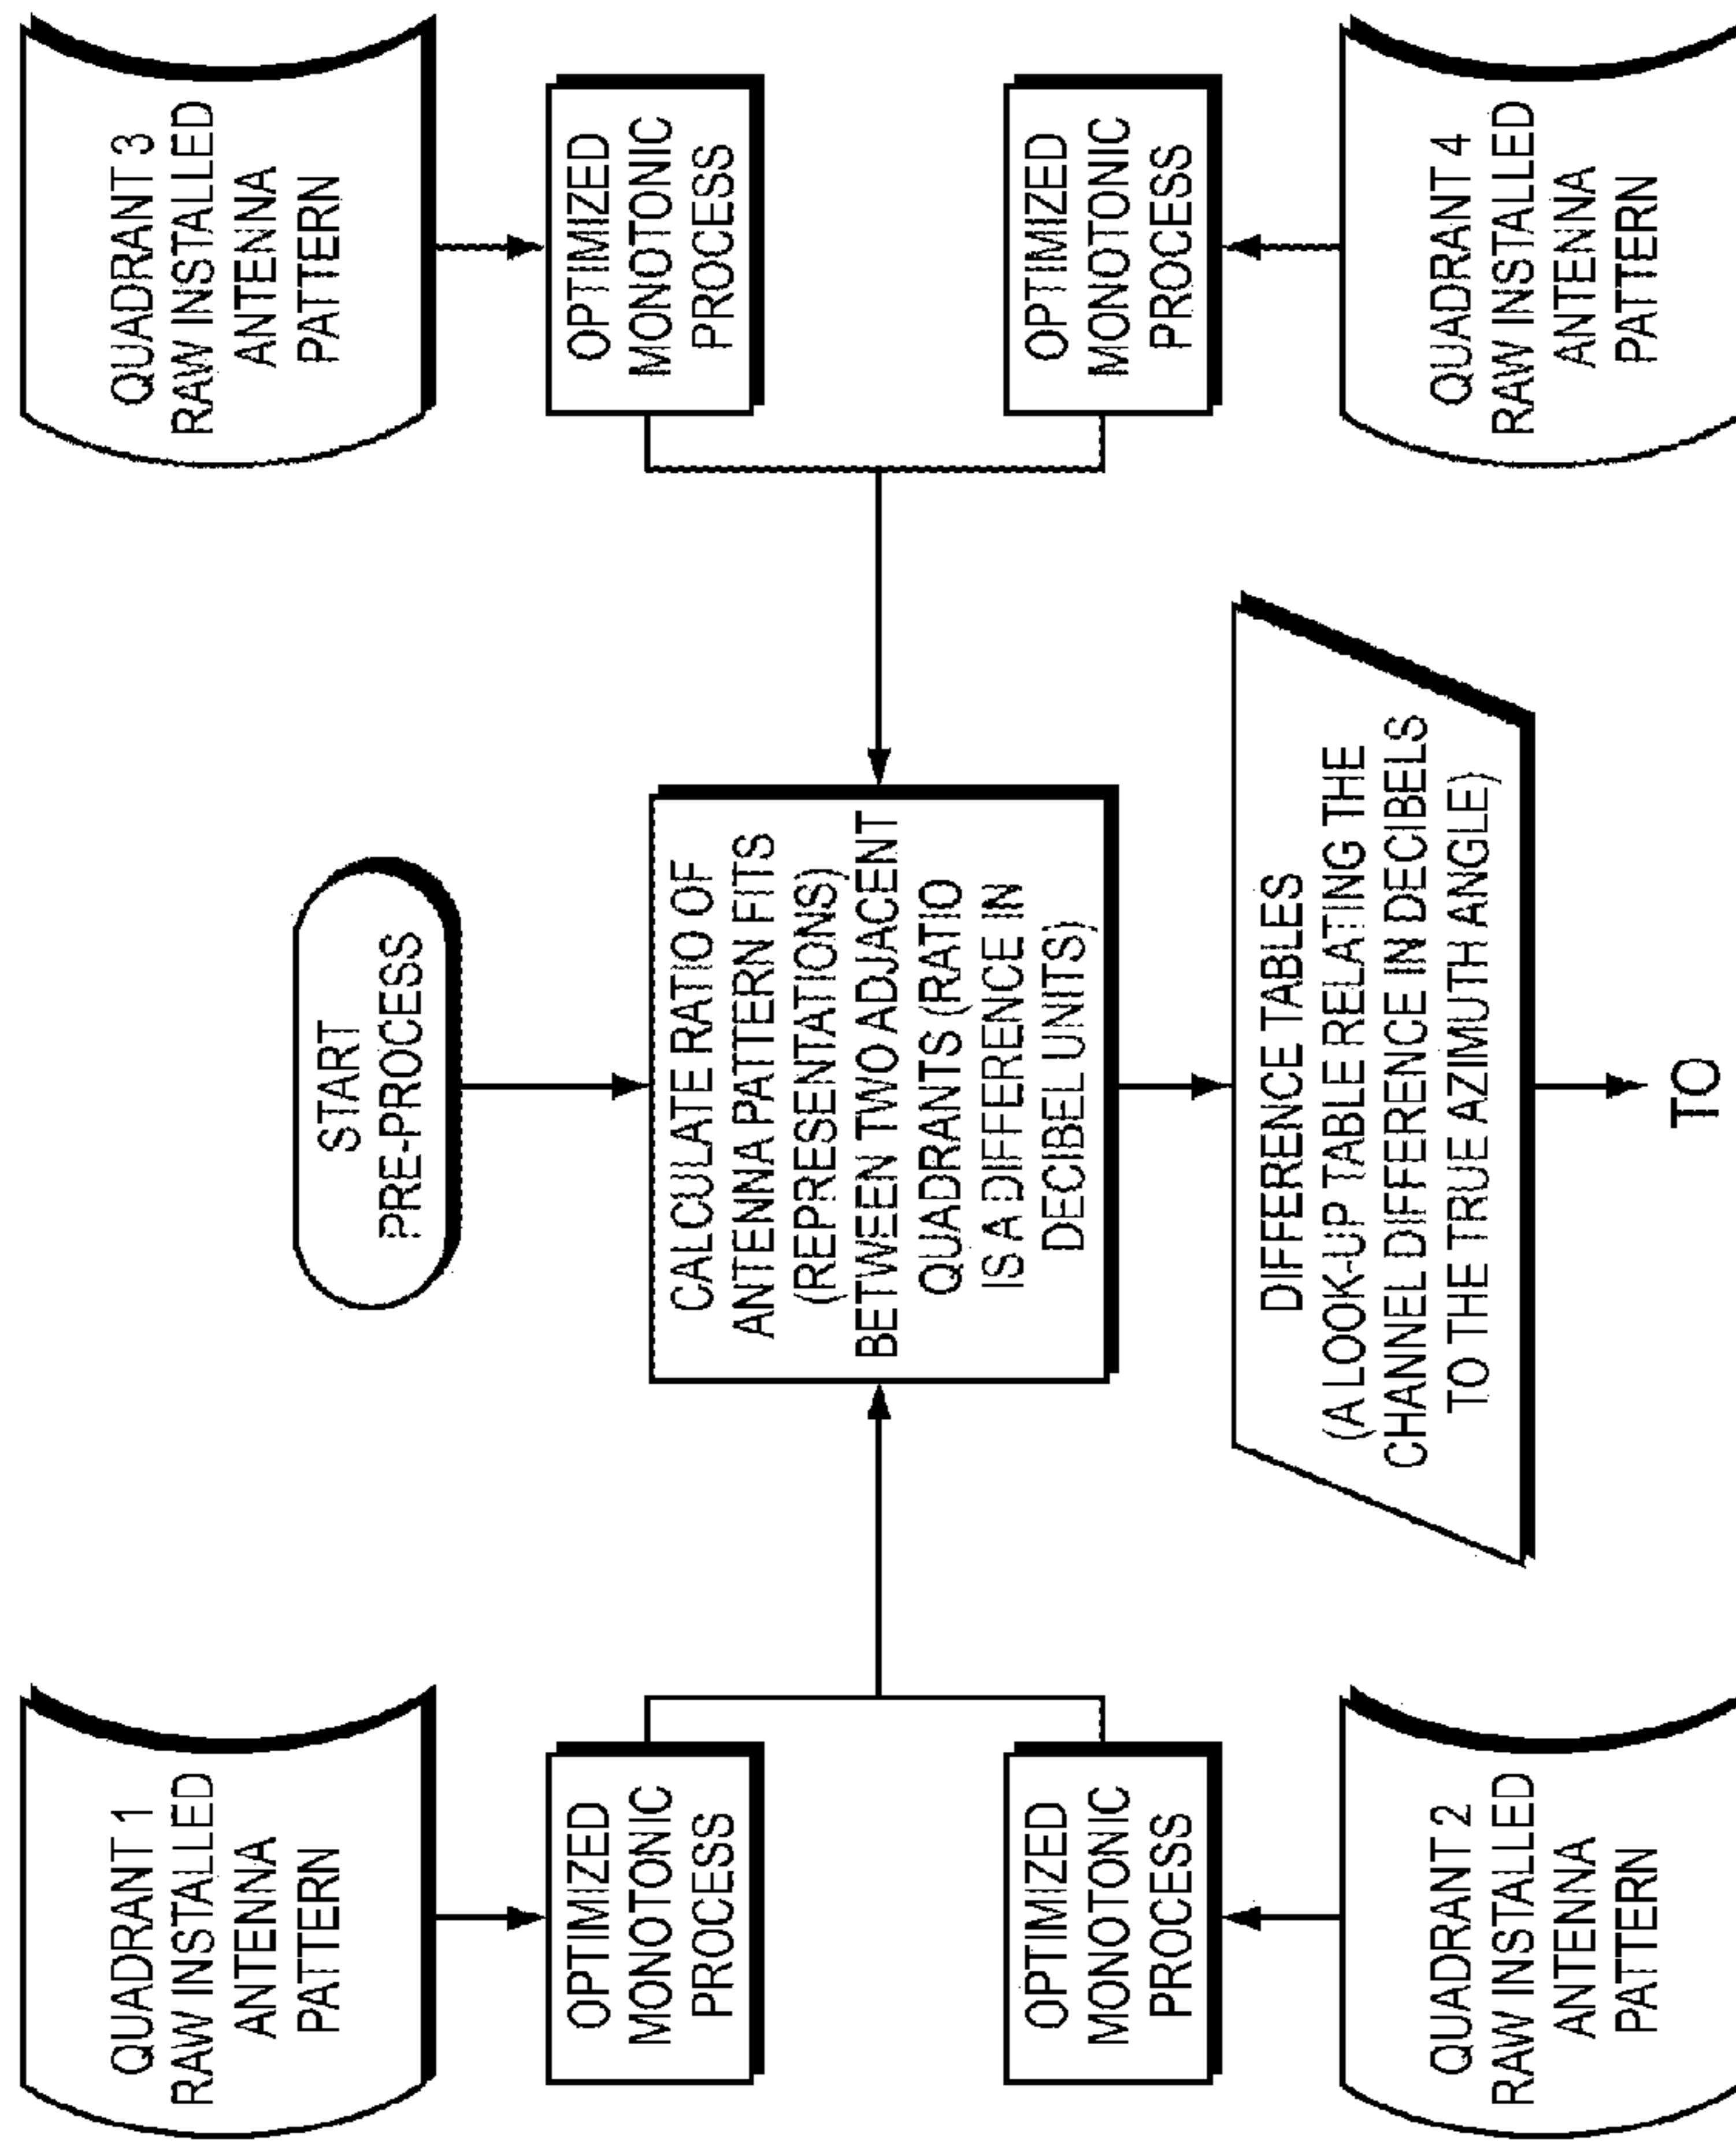 QUADRANT 1
RAW INSTALLED
ANTENNA
PATTERN
OPTIMIZED
MONOTONIC
PROCESS
OPTIMIZED
MONOTONIC
PROCESS
QUADRANT 2
RAW INSTALLED
ANTENNA
PATTERN
START
PRE-PROCESS
CALCULATE RATIO OF
ANTENNA PATTERN FITS
(REPRESENTATIONS)
BETWEEN TWO ADJACENT
QUADRANTS (RATIO
IS A DIFFERENCE IN
DECIBEL UNITS)
DIFFERENCE TABLES
(A LOOK-UP TABLE RELATING THE
CHANNEL DIFFERENCE IN DECIBELS
TO THE TRUE AZIMUTH ANGLE)
TO
QUADRANT 3
RAW INSTALLED
ANTENNA
PATTERN
OPTIMIZED
MONOTONIC
PROCESS
OPTIMIZED
MONOTONIC
PROCESS
QUADRANT 4
RAW INSTALLED
ANTENNA
PATTERN